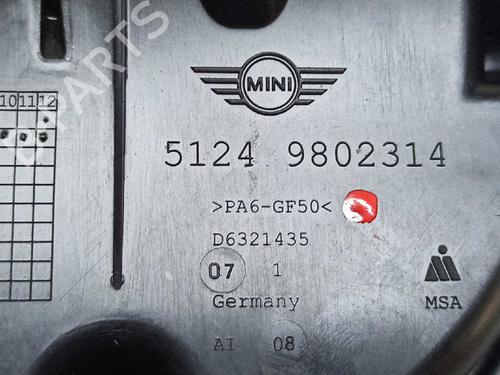 MINI
5124 9802314
10 11 12
>PA6-GF50<
D6321435
07 1
Germany
MSA
AI 08